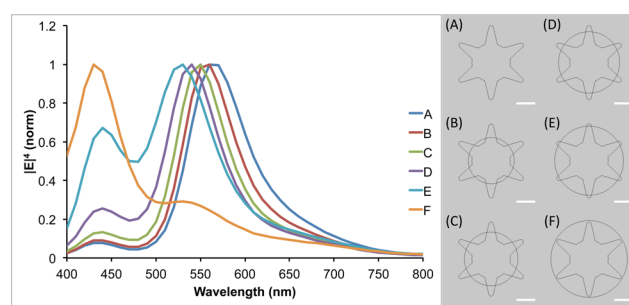 |E|⁴ (norm)
1.2
1
0.8
0.6
0.4
0.2
0
400 450 500 550 600 650 700 750 800
Wavelength (nm)
A
B
C
D
E
F
(A) (D)
(B) (E)
(C) (F)